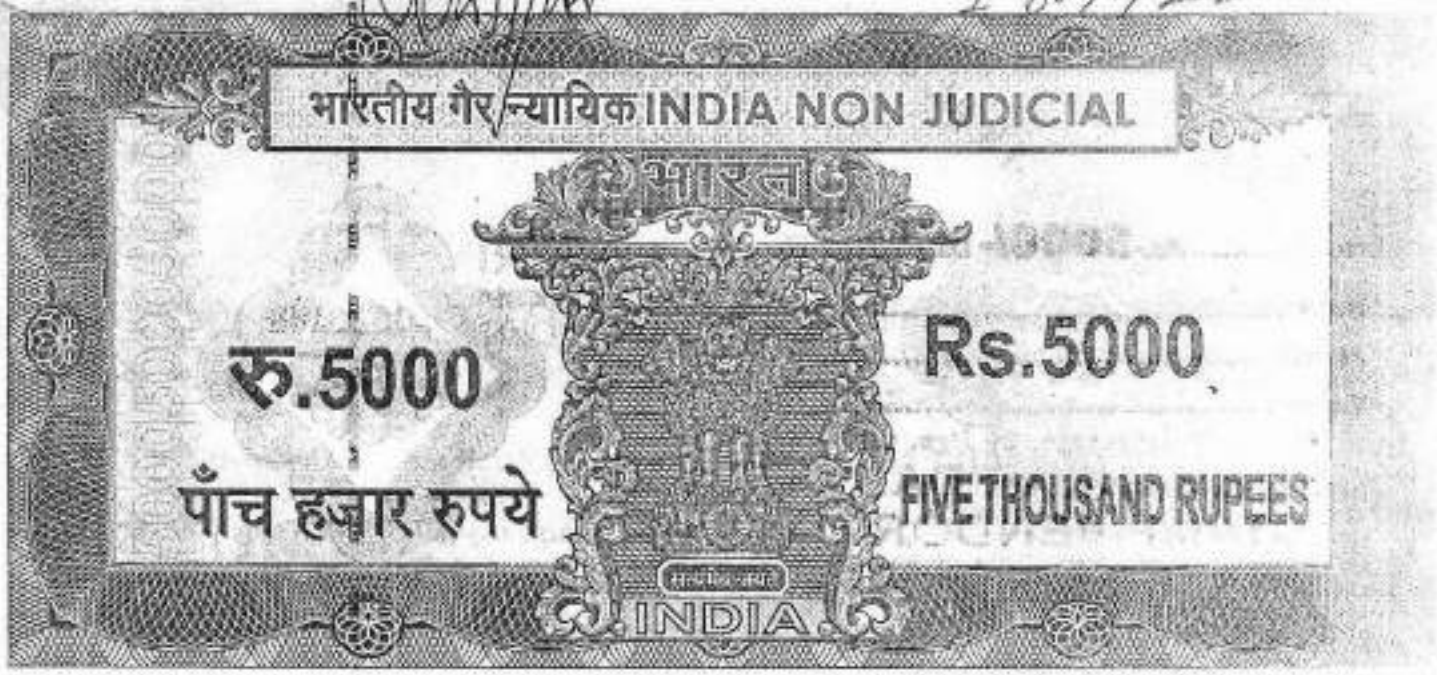 भारतीय गैर न्यायिक INDIA NON JUDICIAL
भारत
रु.5000
Rs.5000
पाँच हज़ार रुपये
FIVE THOUSAND RUPEES
सत्यमेव जयते
INDIA